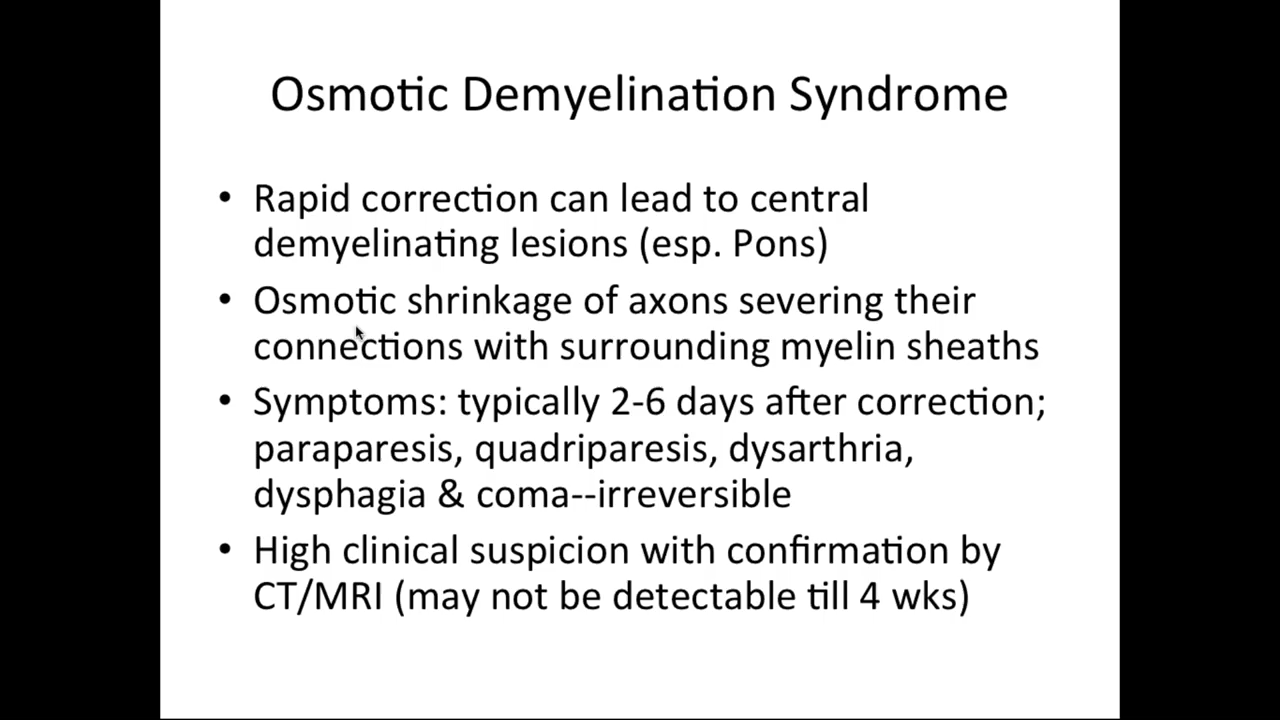 Osmotic Demyelination Syndrome
• Rapid correction can lead to central
demyelinating lesions (esp. Pons)
• Osmotic shrinkage of axons severing their
connections with surrounding myelin sheaths
• Symptoms: typically 2-6 days after correction;
paraparesis, quadriparesis, dysarthria,
dysphagia & coma--irreversible
• High clinical suspicion with confirmation by
CT/MRI (may not be detectable till 4 wks)